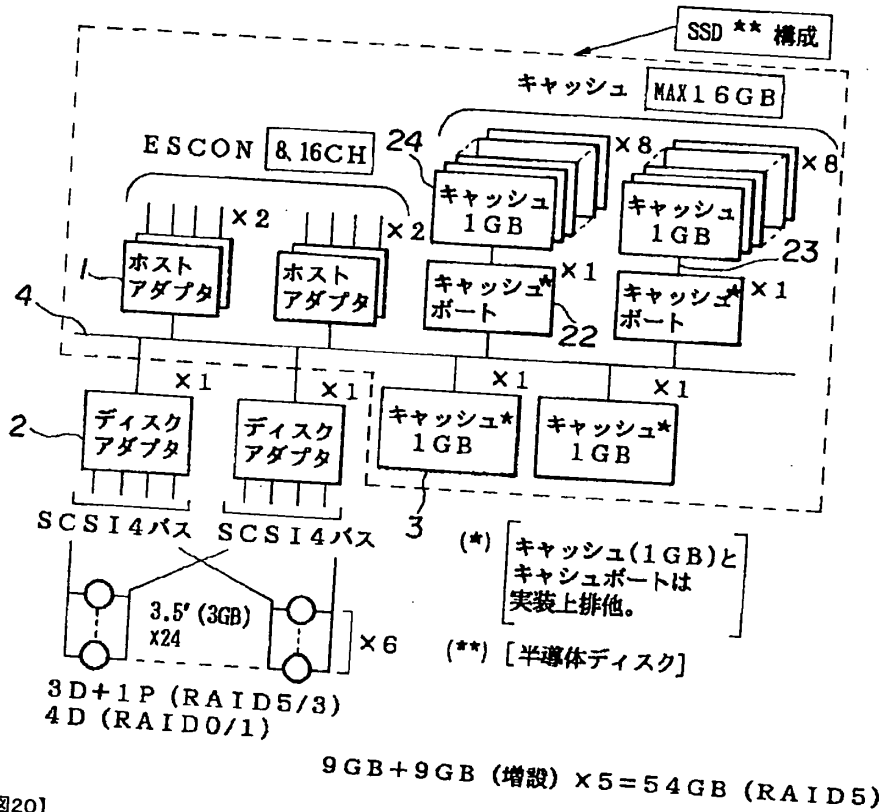 SSD ** 構成
キャッシュ MAX16GB
ESCON 8、16CH
24
×8
×8
キャッシュ
1GB
キャッシュ
1GB
×2
×2
23
1
ホスト
アダプタ
ホスト
アダプタ
×1
キャッシュ*
ボート
22
×1
キャッシュ*
ボート
4
×1
×1
×1
×1
2
ディスク
アダプタ
ディスク
アダプタ
キャッシュ*
1GB
キャッシュ*
1GB
3
SCSI4パス
SCSI4パス
(*) [キャッシュ(1GB)と
キャシュボートは
実装上排他。]
3.5" (3GB)
×24
×6
(**) [半導体ディスク]
3D+1P (RAID5/3)
4D (RAID0/1)
9GB+9GB (増設) ×5=54GB (RAID5)
図20】